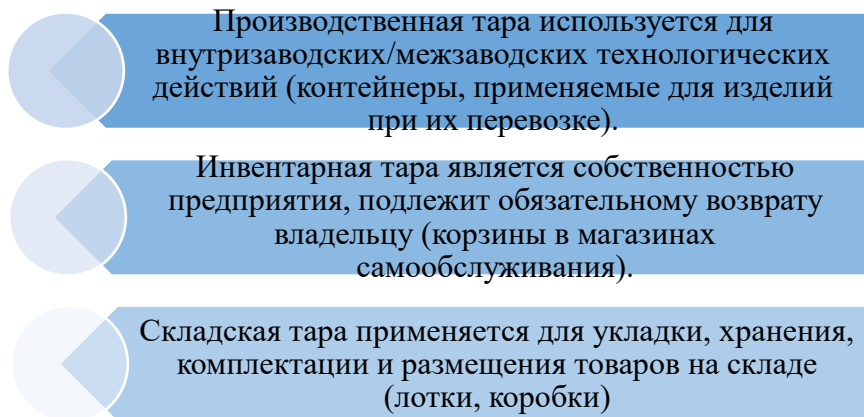 Производственная тара используется для
внутризаводских/межзаводских технологических
действий (контейнеры, применяемые для изделий
при их перевозке).
Инвентарная тара является собственностью
предприятия, подлежит обязательному возврату
владельцу (корзины в магазинах
самообслуживания).
Складская тара применяется для укладки, хранения,
комплектации и размещения товаров на складе
(лотки, коробки)